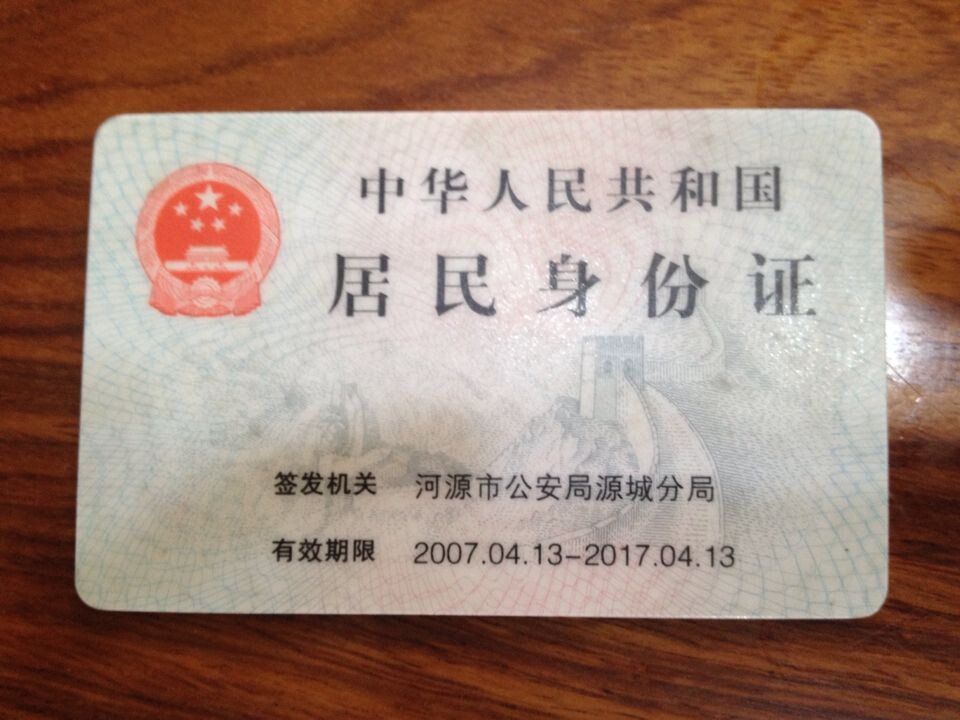 中华人民共和国
居民身份证
签发机关 河源市公安局源城分局
有效期限 2007.04.13-2017.04.13